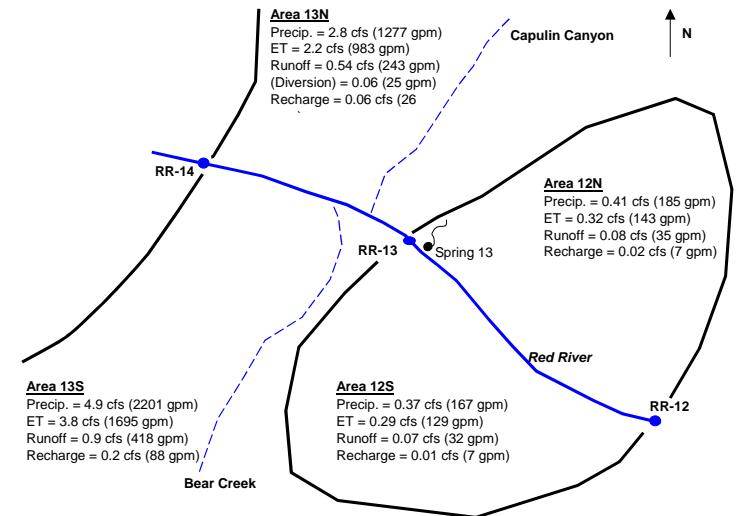 Area 13N
Precip. = 2.8 cfs (1277 gpm)
ET = 2.2 cfs (983 gpm)
Runoff = 0.54 cfs (243 gpm)
(Diversion) = 0.06 (25 gpm)
Recharge = 0.06 cfs (26
Capulin Canyon
N
RR-14
Area 12N
Precip. = 0.41 cfs (185 gpm)
ET = 0.32 cfs (143 gpm)
Runoff = 0.08 cfs (35 gpm)
Recharge = 0.02 cfs (7 gpm)
RR-13
Spring 13
Red River
Area 13S
Precip. = 4.9 cfs (2201 gpm)
ET = 3.8 cfs (1695 gpm)
Runoff = 0.9 cfs (418 gpm)
Recharge = 0.2 cfs (88 gpm)
Area 12S
Precip. = 0.37 cfs (167 gpm)
ET = 0.29 cfs (129 gpm)
Runoff = 0.07 cfs (32 gpm)
Recharge = 0.01 cfs (7 gpm)
RR-12
Bear Creek